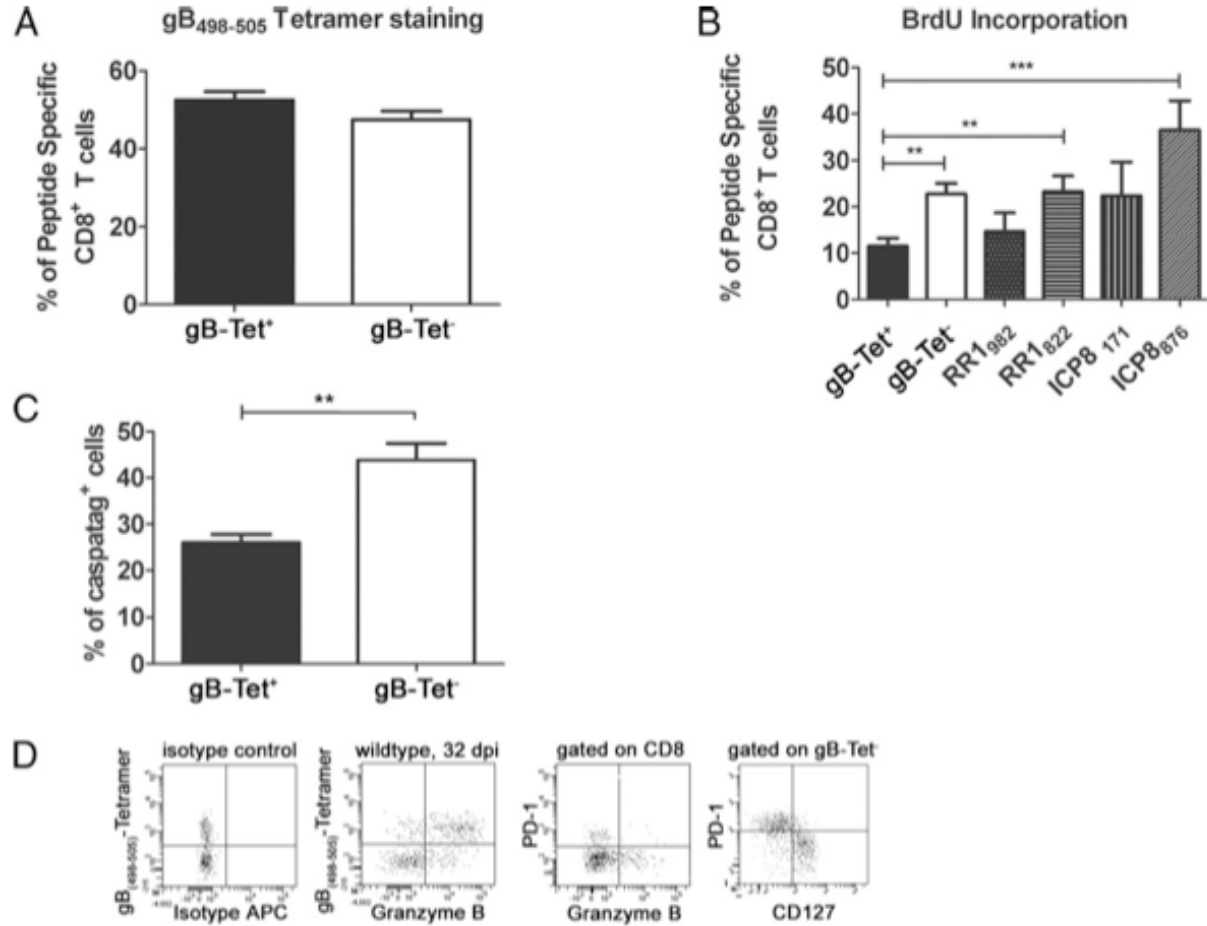 A
gB498-505 Tetramer staining
% of Peptide Specific
CD8+ T cells
60
40
20
0
gB-Tet+
gB-Tet-
B
BrdU Incorporation
% of Peptide Specific
CD8+ T cells
50
40
30
20
10
0
***
**
**
gB-Tet+
gB-Tet-
RR1982
RR1822
ICP8 171
ICP8876
C
% of caspatag+ cells
50
40
30
20
10
0
**
gB-Tet+
gB-Tet-
D
isotype control
gB(498-505)-Tetramer
Isotype APC
wildtype, 32 dpi
gB(498-505)-Tetramer
Granzyme B
gated on CD8
PD-1
Granzyme B
gated on gB-Tet-
PD-1
CD127